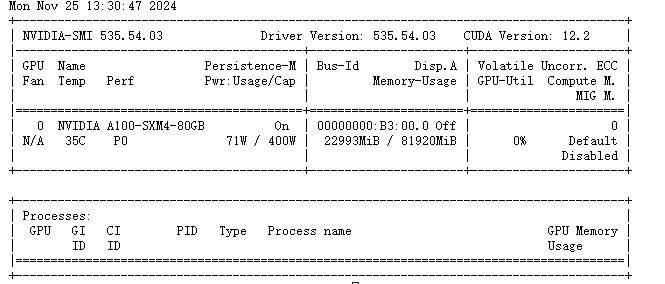 Mon Nov 25 13:30:47 2024
NVIDIA-SMI 535.54.03 Driver Version: 535.54.03 CUDA Version: 12.2
GPU Name Persistence-M | Bus-Id Disp.A | Volatile Uncorr. ECC
Fan Temp Perf Pwr:Usage/Cap | Memory-Usage | GPU-Util Compute M.
MIG M.
0 NVIDIA A100-SXM4-80GB On | 00000000:B3:00.0 Off | 0
N/A 35C P0 71W / 400W | 22993MiB / 81920MiB | 0% Default
Disabled
Processes:
GPU GI CI PID Type Process name GPU Memory
ID ID Usage